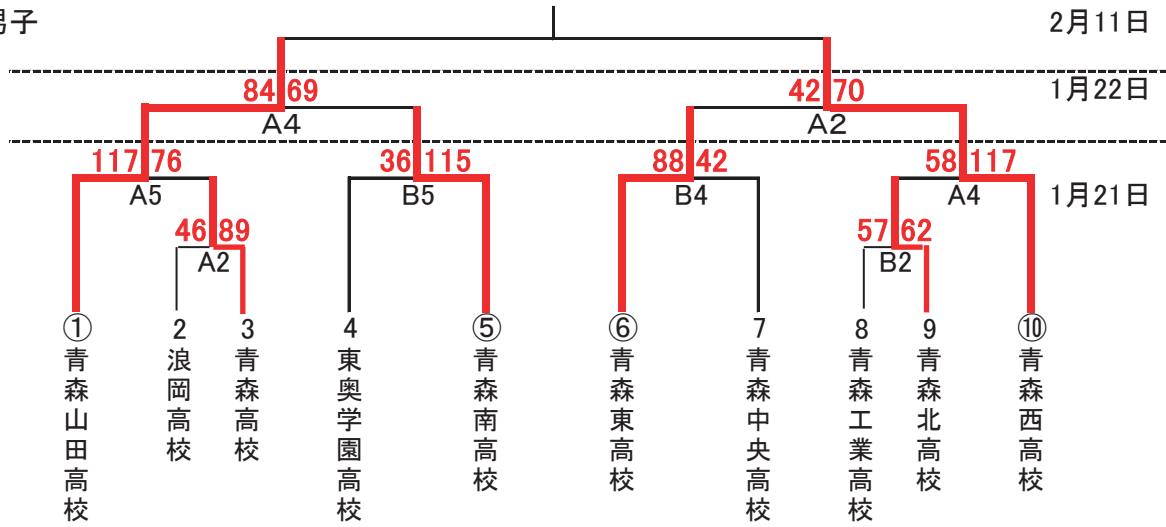 男子
2月11日
84 69
42 70
1月22日
A4
A2
117 76
36 115
88 42
58 117
A5
B5
B4
A4
1月21日
46 89
57 62
A2
B2
① 2 3 4 ⑤ ⑥ 7 8 9 ⑩
青森山田高校
浪岡高校
青森高校
東奥学園高校
青森南高校
青森東高校
青森中央高校
青森工業高校
青森北高校
青森西高校